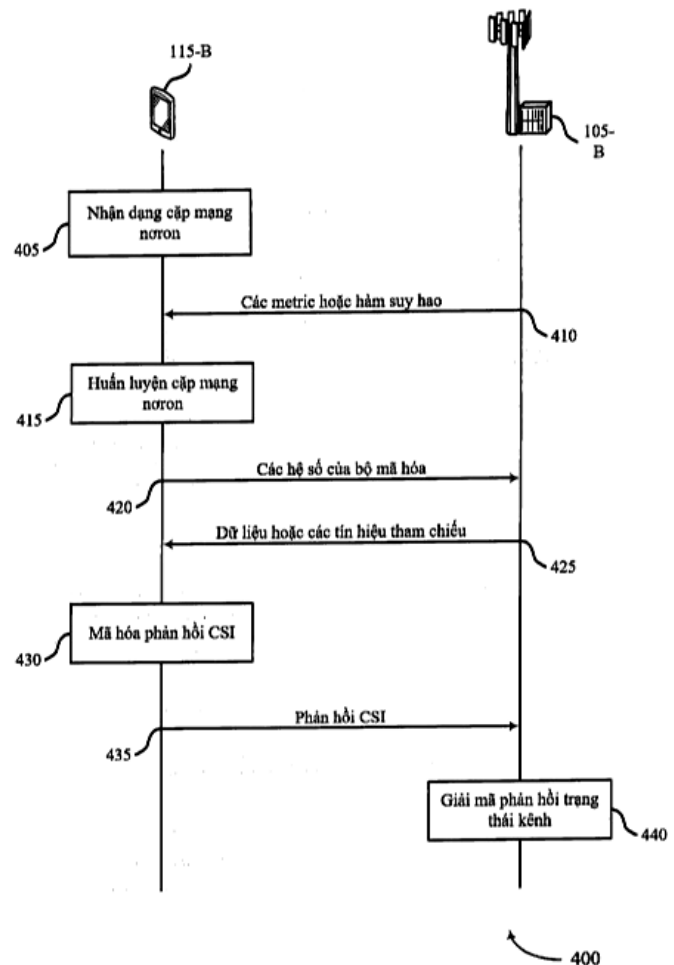 115-B
105-
B
Nhận dạng cặp mạng
nơron
405
Các metric hoặc hàm suy hao
410
Huấn luyện cặp mạng
nơron
415
Các hệ số của bộ mã hóa
420
Dữ liệu hoặc các tín hiệu tham chiếu
425
Mã hóa phản hồi CSI
430
Phản hồi CSI
435
Giải mã phản hồi trạng
thái kênh
440
400